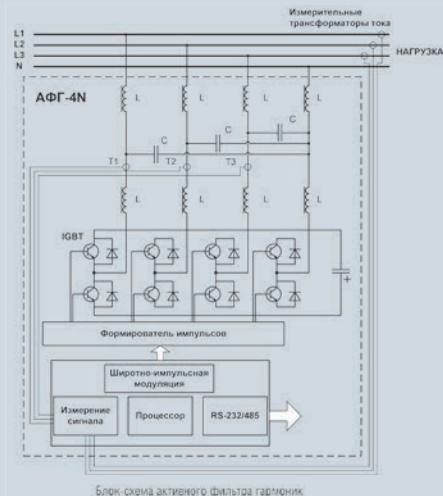 Измерительные
трансформаторы тока
L1
L2
L3
N
НАГРУЗКА
АФГ-4N
L L L L
C
C
C
T1 T2 T3
L L L L
IGBT
+
Формирователь импульсов
Широтно-импульсная
модуляция
Измерение
сигнала
Процессор
RS-232/485
Блок-схема активного фильтра гармоник